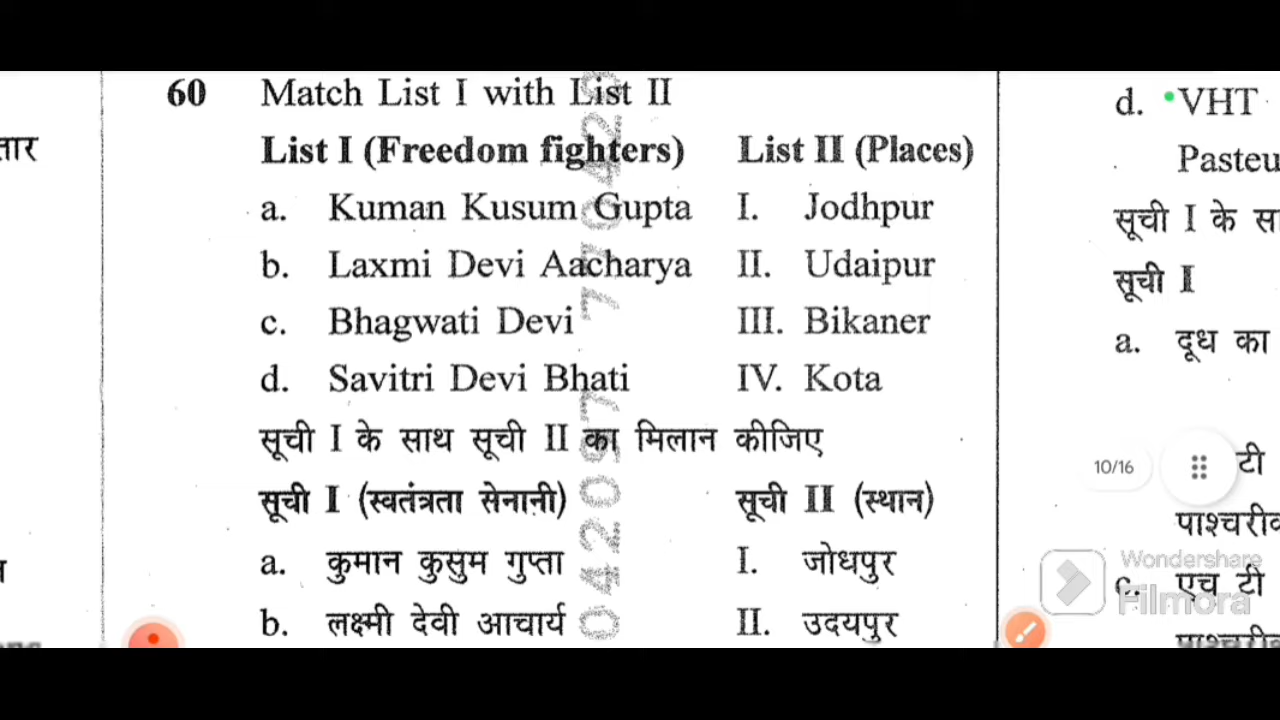 तार
60 Match List I with List II
List I (Freedom fighters) List II (Places)
a. Kuman Kusum Gupta I. Jodhpur
b. Laxmi Devi Aacharya II. Udaipur
c. Bhagwati Devi III. Bikaner
d. Savitri Devi Bhati IV. Kota
सूची I के साथ सूची II का मिलान कीजिए
सूची I (स्वतंत्रता सेनानी) सूची II (स्थान)
a. कुमान कुसुम गुप्ता I. जोधपुर
b. लक्ष्मी देवी आचार्य II. उदयपुर
d. VHT
Pasteu
सूची I के सा
सूची I
a. दूध का
टी
पाश्चरीक
c. एच टी
10/16
Wondershare
Filmora